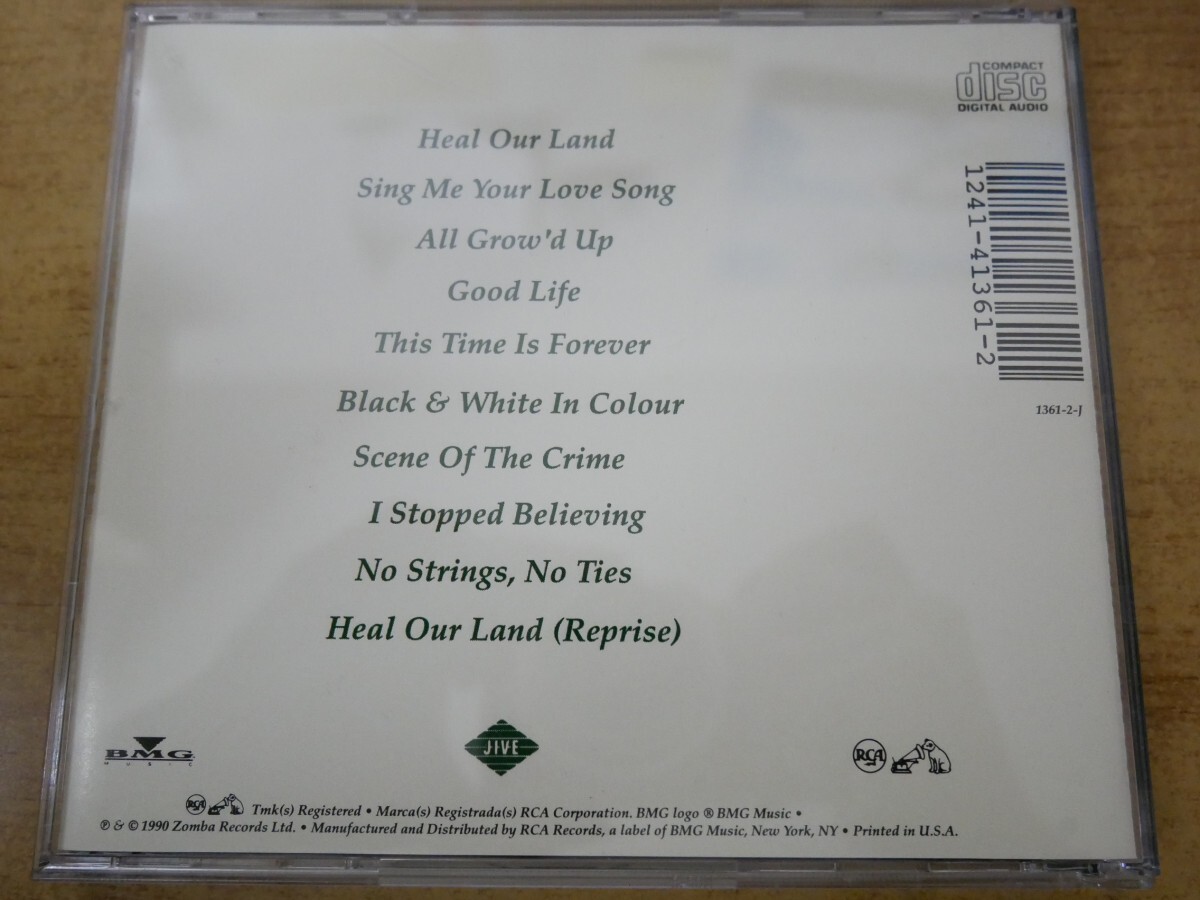 COMPACT
disc
DIGITAL AUDIO
Heal Our Land
Sing Me Your Love Song
All Grow'd Up
Good Life
This Time Is Forever
Black & White In Colour
Scene Of The Crime
I Stopped Believing
No Strings, No Ties
Heal Our Land (Reprise)
1241-41361-2
1361-2-J
BMG
MUSIC
JIVE
RCA
RCA Tmk(s) Registered • Marca(s) Registrada(s) RCA Corporation. BMG logo ® BMG Music •
℗ & © 1990 Zomba Records Ltd. • Manufactured and Distributed by RCA Records, a label of BMG Music, New York, NY • Printed in U.S.A.